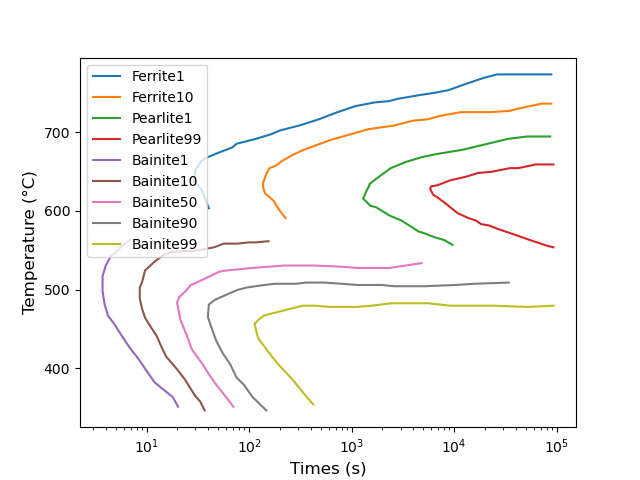 Ferrite1
Ferrite10
Pearlite1
Pearlite99
Bainite1
Bainite10
Bainite50
Bainite90
Bainite99
Temperature (°C)
700
600
500
400
10¹ 10² 10³ 10⁴ 10⁵
Times (s)